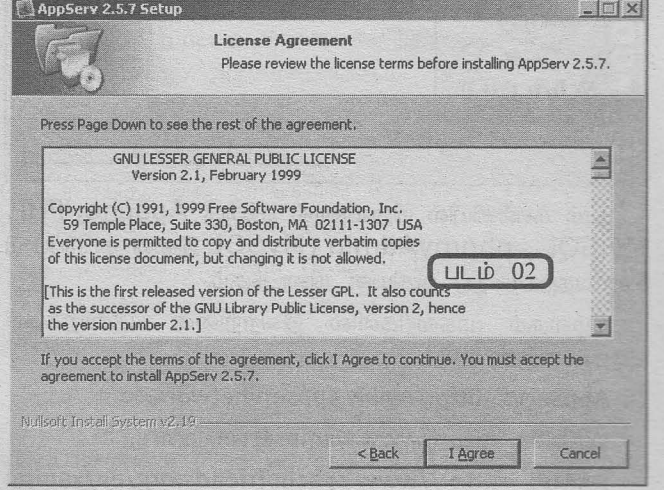 AppServ 2.5.7 Setup
License Agreement
Please review the license terms before installing AppServ 2.5.7.
Press Page Down to see the rest of the agreement.
GNU LESSER GENERAL PUBLIC LICENSE
Version 2.1, February 1999
Copyright (C) 1991, 1999 Free Software Foundation, Inc.
59 Temple Place, Suite 330, Boston, MA 02111-1307 USA
Everyone is permitted to copy and distribute verbatim copies
of this license document, but changing it is not allowed.
படம் 02
[This is the first released version of the Lesser GPL. It also counts
as the successor of the GNU Library Public License, version 2, hence
the version number 2.1.]
If you accept the terms of the agreement, click I Agree to continue. You must accept the
agreement to install AppServ 2.5.7.
Nullsoft Install System v2.19
< Back I Agree Cancel